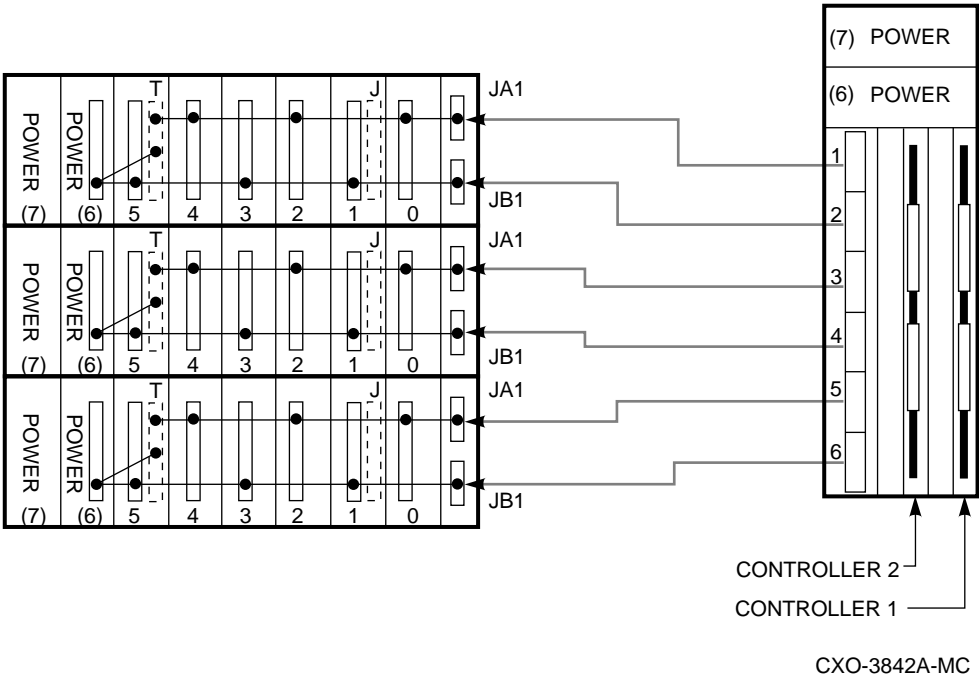 (7) POWER
(6) POWER
T J JA1
POWER POWER
JB1
(7) (6) 5 4 3 2 1 0
T J JA1
POWER POWER
JB1
(7) (6) 5 4 3 2 1 0
T J JA1
POWER POWER
JB1
(7) (6) 5 4 3 2 1 0
1
2
3
4
5
6
CONTROLLER 2
CONTROLLER 1
CXO-3842A-MC